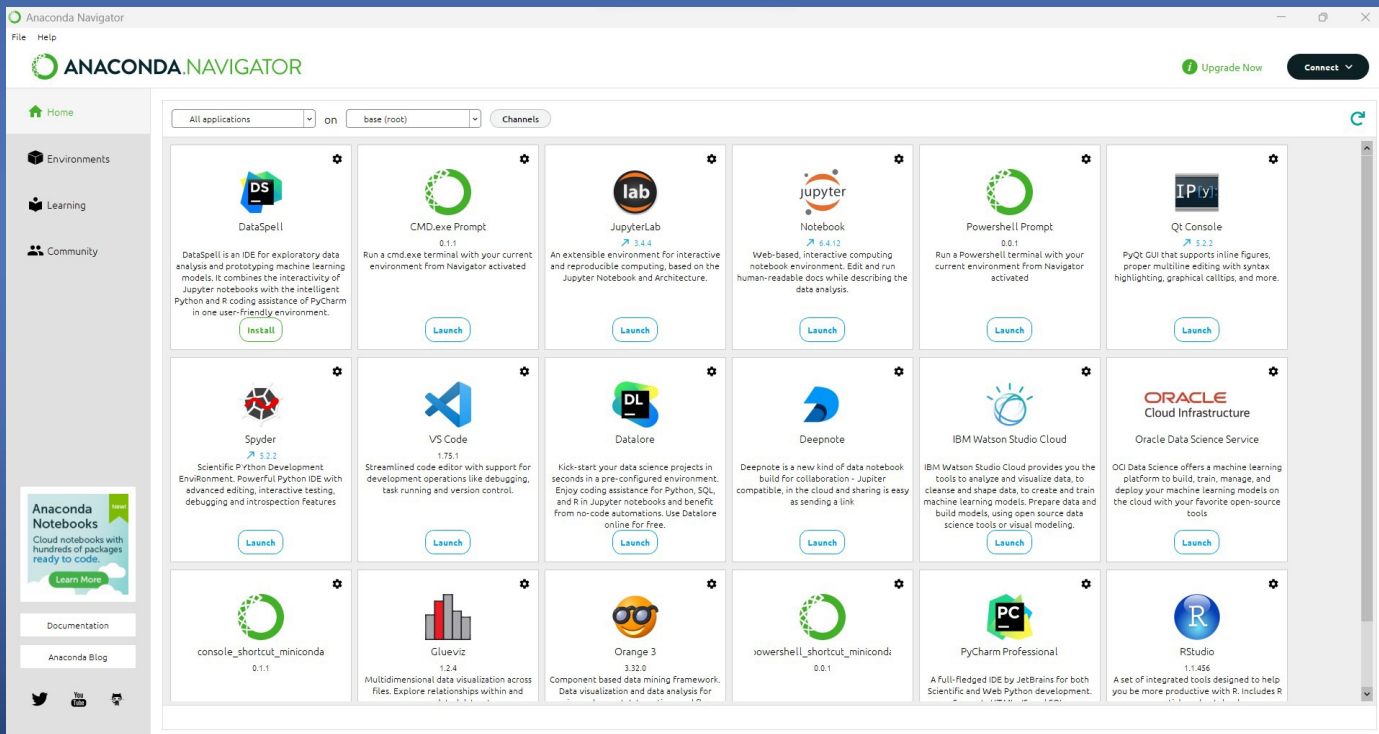 Anaconda Navigator
File Help
ANACONDA.NAVIGATOR
Upgrade Now
Connect
Home
Environments
Learning
Community
All applications
on
base (root)
Channels
DS
DataSpell
DataSpell is an IDE for exploratory data
analysis and prototyping machine learning
models. It combines the interactivity of
Jupyter notebooks with the intelligent
Python and R coding assistance of PyCharm
in one user-friendly environment.
Install
CMD.exe Prompt
0.1.1
Run a cmd.exe terminal with your current
environment from Navigator activated
Launch
lab
JupyterLab
3.4.4
An extensible environment for interactive
and reproducible computing, based on the
Jupyter Notebook and Architecture.
Launch
jupyter
Notebook
6.4.12
Web-based, interactive computing
notebook environment. Edit and run
human-readable docs while describing the
data analysis.
Launch
Powershell Prompt
0.0.1
Run a Powershell terminal with your
current environment from Navigator
activated
Launch
IP[y]:
Qt Console
5.2.2
PyQt GUI that supports inline figures,
proper multiline editing with syntax
highlighting, graphical calltips, and more.
Launch
Spyder
5.2.2
Scientific PYthon Development
EnviRonment. Powerful Python IDE with
advanced editing, interactive testing,
debugging and introspection features
Launch
VS Code
1.75.1
Streamlined code editor with support for
development operations like debugging,
task running and version control.
Launch
DL
Datalore
Kick-start your data science projects in
seconds in a pre-configured environment.
Enjoy coding assistance for Python, SQL,
and R in Jupyter notebooks and benefit
from no-code automations. Use Datalore
online for free.
Launch
Deepnote
Deepnote is a new kind of data notebook
build for collaboration - Jupiter
compatible, in the cloud and sharing is easy
as sending a link
Launch
IBM Watson Studio Cloud
IBM Watson Studio Cloud provides you the
tools to analyze and visualize data, to
cleanse and shape data, to create and train
machine learning models. Prepare data and
build models, using open source data
science tools or visual modeling.
Launch
ORACLE
Cloud Infrastructure
Oracle Data Science Service
OCI Data Science offers a machine learning
platform to build, train, manage, and
deploy your machine learning models on
the cloud with your favorite open-source
tools
Launch
console_shortcut_miniconda
0.1.1
Glueviz
1.2.4
Multidimensional data visualization across
files. Explore relationships within and
Orange 3
3.32.0
Component based data mining framework.
Data visualization and data analysis for
powershell_shortcut_miniconda
0.0.1
PC
PyCharm Professional
A full-fledged IDE by JetBrains for both
Scientific and Web Python development.
R
RStudio
1.1.456
A set of integrated tools designed to help
you be more productive with R. Includes R
Anaconda
Notebooks
New!
Cloud notebooks with
hundreds of packages
ready to code.
Learn More
Documentation
Anaconda Blog
You
Tube